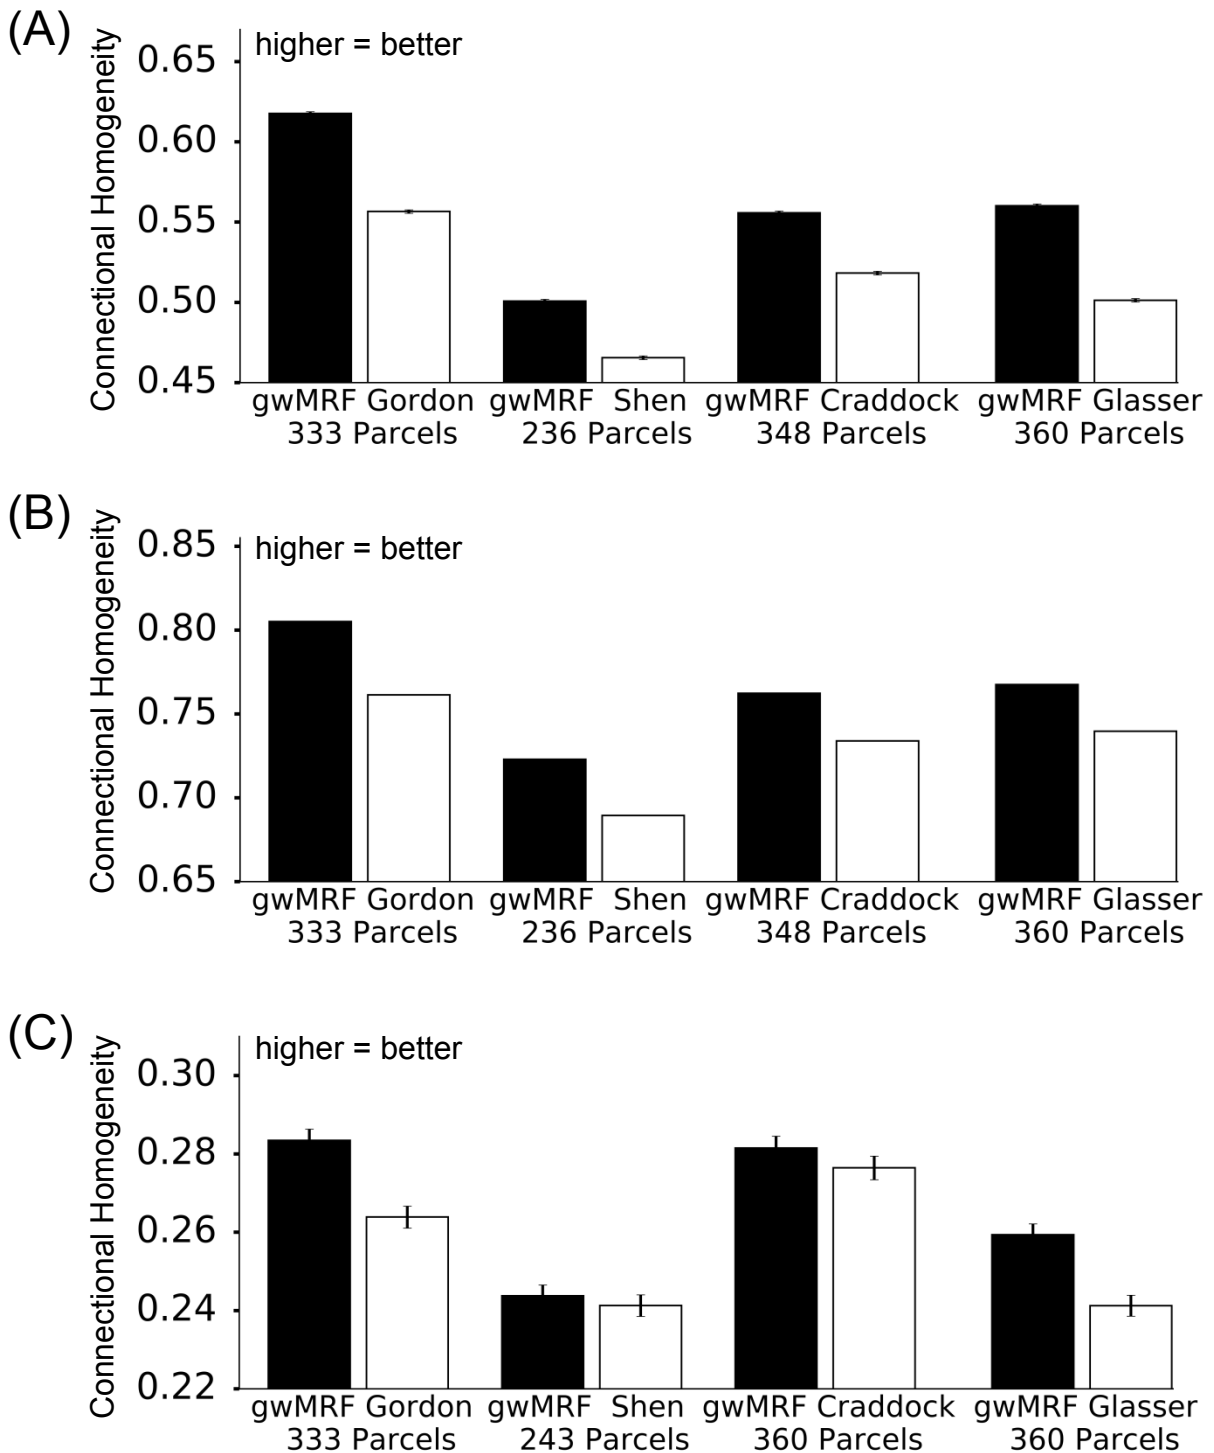 (A)
Connectional Homogeneity
higher = better
0.65
0.60
0.55
0.50
0.45
gwMRF Gordon gwMRF Shen gwMRF Craddock gwMRF Glasser
333 Parcels 236 Parcels 348 Parcels 360 Parcels
(B)
Connectional Homogeneity
higher = better
0.85
0.80
0.75
0.70
0.65
gwMRF Gordon gwMRF Shen gwMRF Craddock gwMRF Glasser
333 Parcels 236 Parcels 348 Parcels 360 Parcels
(C)
Connectional Homogeneity
higher = better
0.30
0.28
0.26
0.24
0.22
gwMRF Gordon gwMRF Shen gwMRF Craddock gwMRF Glasser
333 Parcels 243 Parcels 360 Parcels 360 Parcels